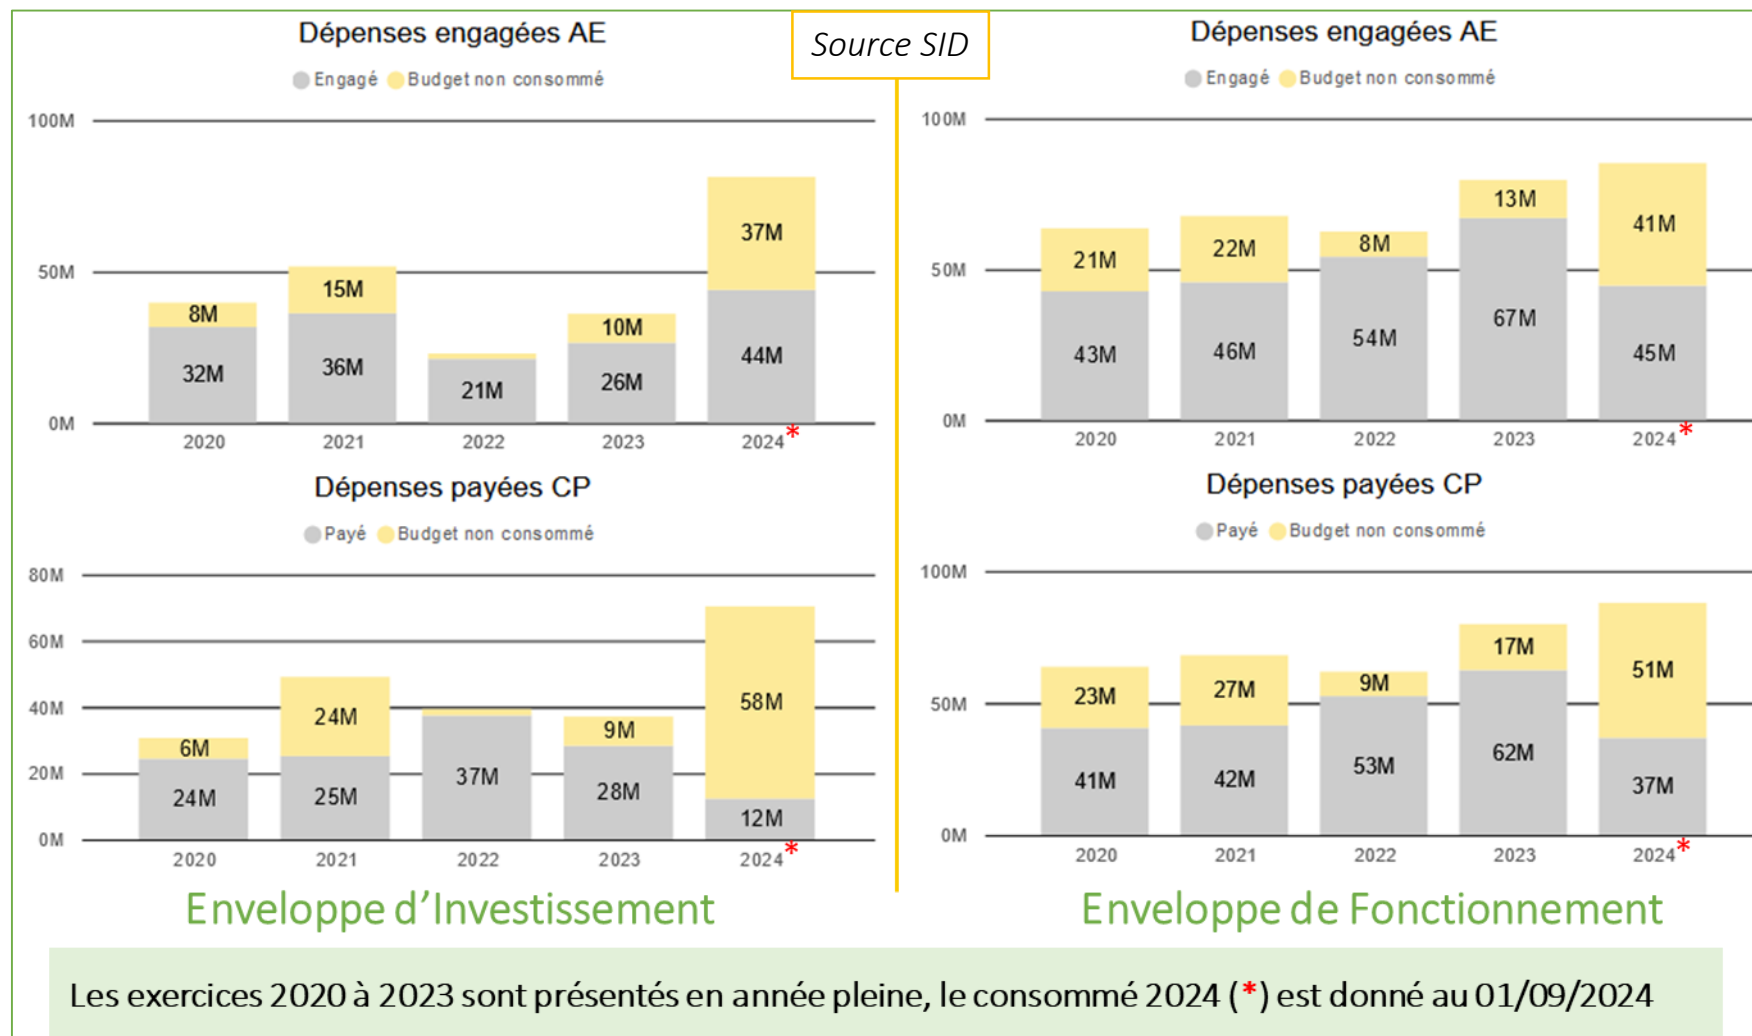 Source SID
Dépenses engagées AE
Engagé Budget non consommé
100M
50M
0M
8M
32M
15M
36M
21M
10M
26M
37M
44M
2020 2021 2022 2023 2024*
Dépenses payées CP
Payé Budget non consommé
80M
60M
40M
20M
0M
6M
24M
24M
25M
37M
9M
28M
58M
12M
2020 2021 2022 2023 2024*
Enveloppe d’Investissement
Dépenses engagées AE
Engagé Budget non consommé
100M
50M
0M
21M
43M
22M
46M
8M
54M
13M
67M
41M
45M
2020 2021 2022 2023 2024*
Dépenses payées CP
Payé Budget non consommé
100M
50M
0M
23M
41M
27M
42M
9M
53M
17M
62M
51M
37M
2020 2021 2022 2023 2024*
Enveloppe de Fonctionnement
Les exercices 2020 à 2023 sont présentés en année pleine, le consommé 2024 (*) est donné au 01/09/2024